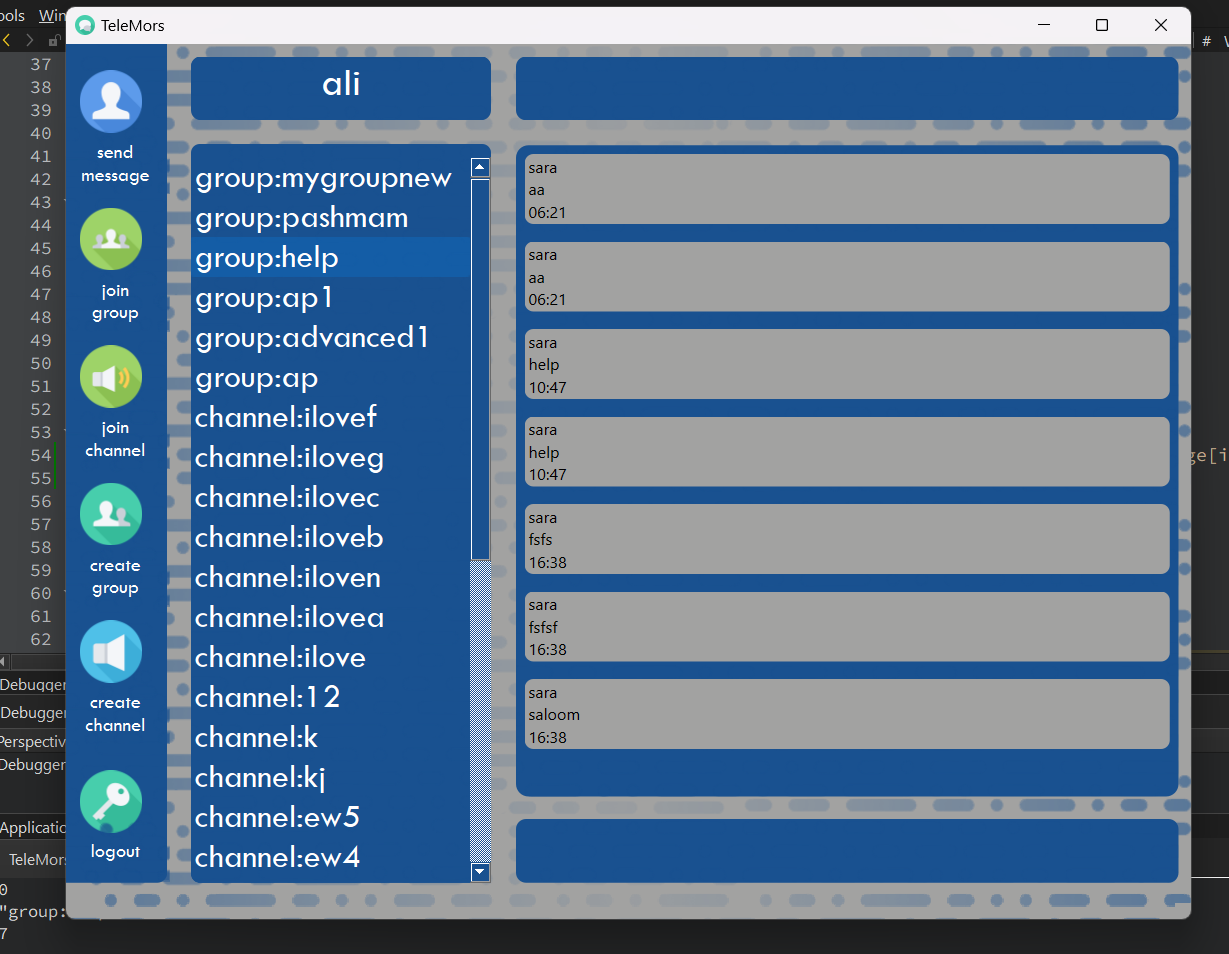 ools Win
TeleMors
37
38
39
40
41
42
43
44
45
46
47
48
49
50
51
52
53
54
55
56
57
58
59
60
61
62
send
message
join
group
join
channel
create
group
create
channel
logout
ali
group:mygroupnew
group:pashmam
group:help
group:ap1
group:advanced1
group:ap
channel:ilovef
channel:iloveg
channel:ilovec
channel:iloveb
channel:iloven
channel:ilovea
channel:ilove
channel:12
channel:k
channel:kj
channel:ew5
channel:ew4
sara
aa
06:21
sara
aa
06:21
sara
help
10:47
sara
help
10:47
sara
fsfs
16:38
sara
fsfsf
16:38
sara
saloom
16:38
#
ge[i
Debugger
Debugger
Perspectiv
Debugger
Applicatio
TeleMors
0
"group:
7